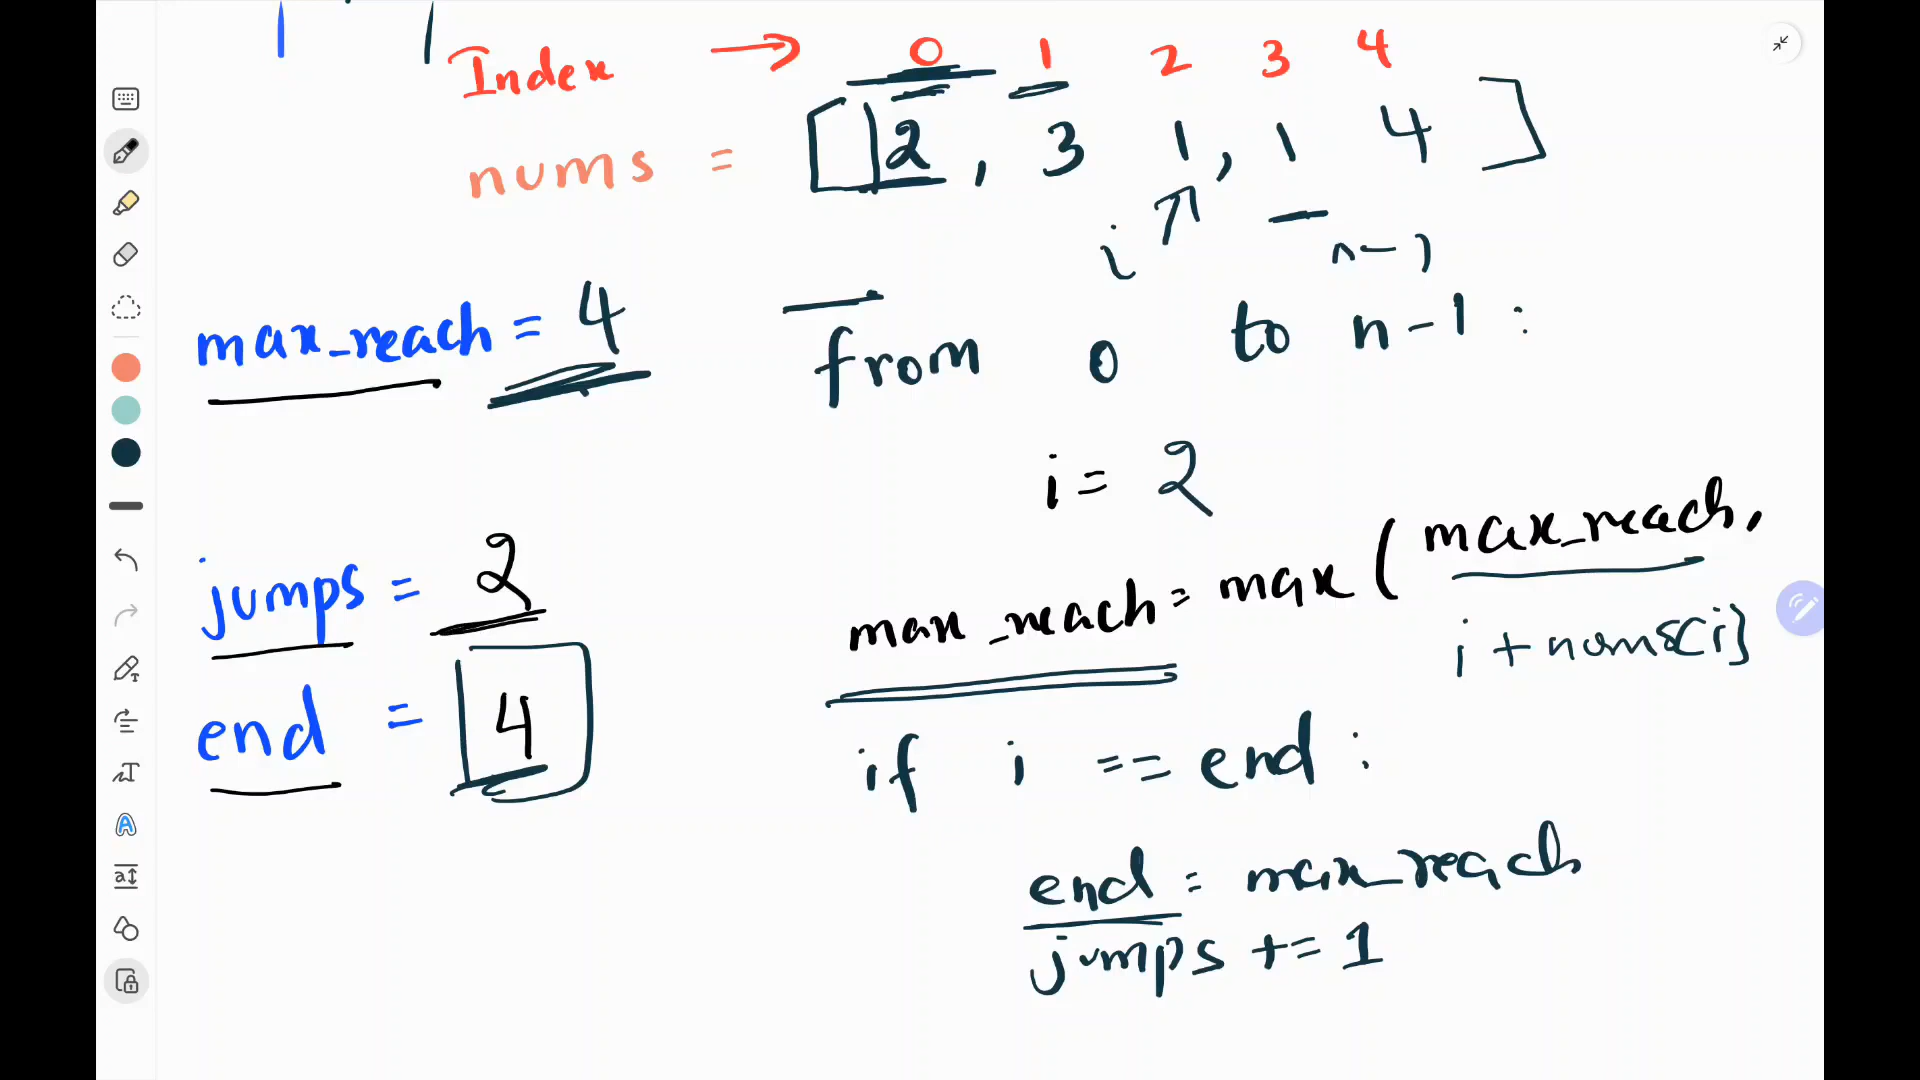 Index → 0 1 2 3 4
nums = [ 2 , 3 1 , 1 4 ]
i n-1
max_reach = 4
from 0 to n-1 :
i = 2
max_reach = max ( max_reach,
i + nums[i]
jumps = 2
end = 4
if i == end :
end = max_reach
jumps += 1